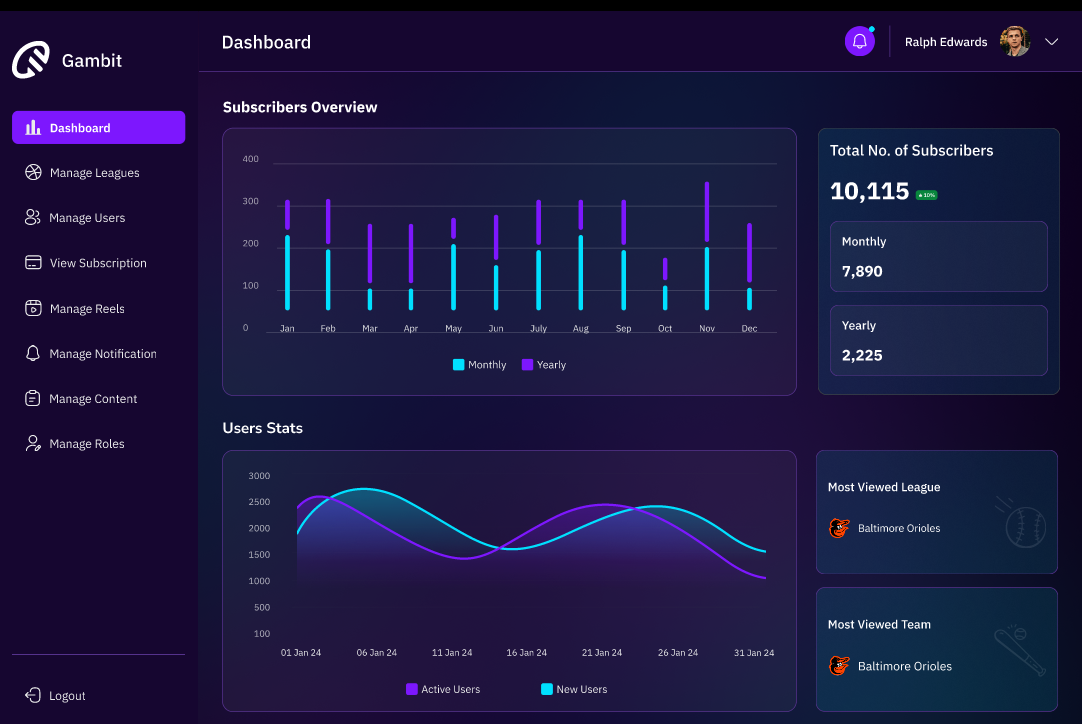 Gambit
Dashboard
Manage Leagues
Manage Users
View Subscription
Manage Reels
Manage Notification
Manage Content
Manage Roles
Logout
Dashboard
Ralph Edwards
Subscribers Overview
400
300
200
100
0
Jan Feb Mar Apr May Jun July Aug Sep Oct Nov Dec
Monthly Yearly
Total No. of Subscribers
10,115 10%
Monthly
7,890
Yearly
2,225
Users Stats
3000
2500
2000
1500
1000
500
100
01 Jan 24 06 Jan 24 11 Jan 24 16 Jan 24 21 Jan 24 26 Jan 24 31 Jan 24
Active Users New Users
Most Viewed League
Baltimore Orioles
Most Viewed Team
Baltimore Orioles